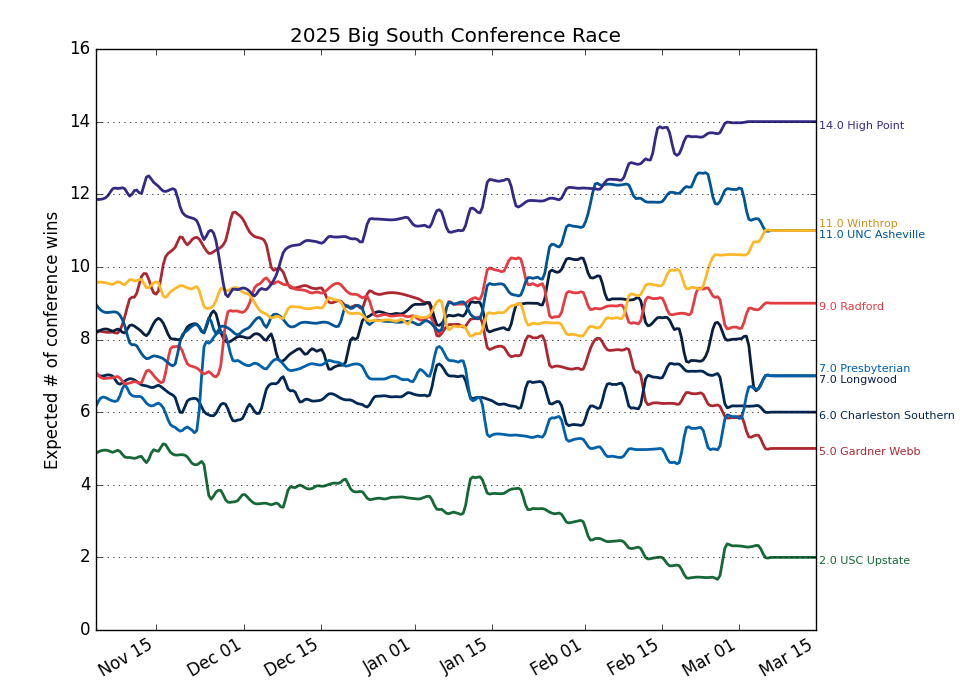 2025 Big South Conference Race
Expected # of conference wins
16
14
12
10
8
6
4
2
0
14.0 High Point
11.0 Winthrop
11.0 UNC Asheville
9.0 Radford
7.0 Presbyterian
7.0 Longwood
6.0 Charleston Southern
5.0 Gardner Webb
2.0 USC Upstate
Nov 15
Dec 01
Dec 15
Jan 01
Jan 15
Feb 01
Feb 15
Mar 01
Mar 15